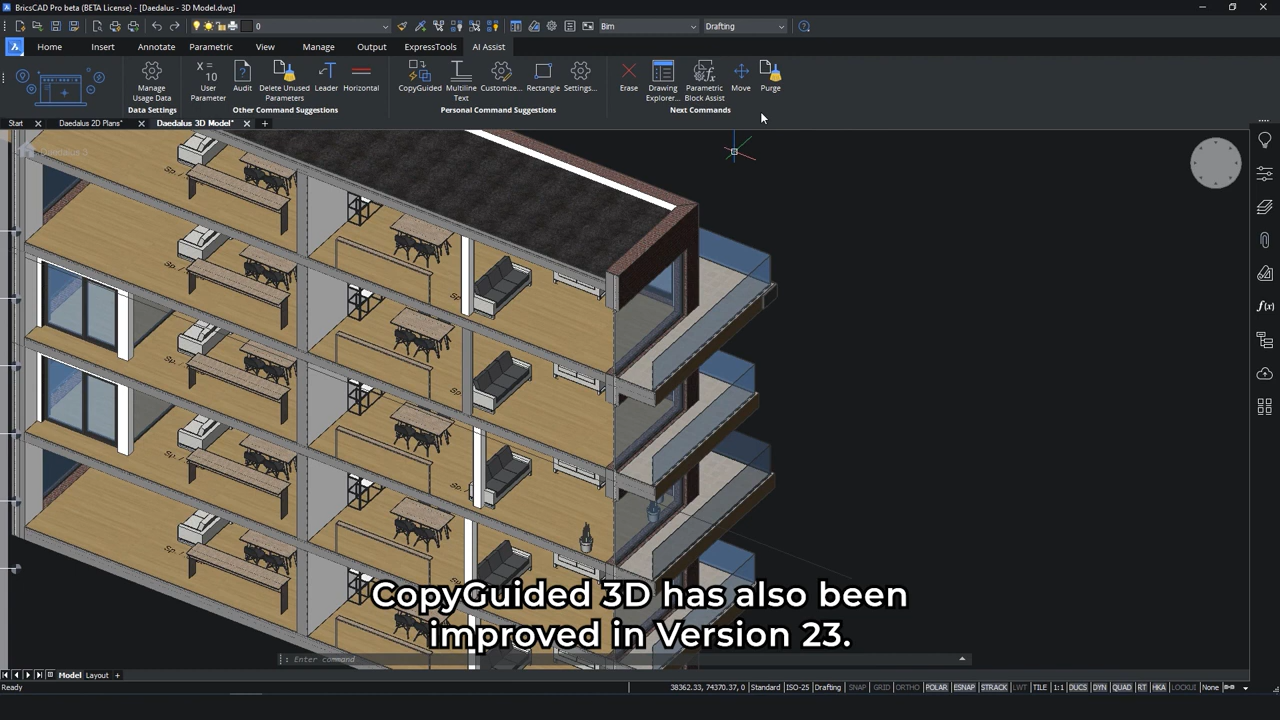 BricsCAD Pro beta (BETA License) - [Daedalus - 3D Model.dwg]
0
Bim
Drafting
Home Insert Annotate Parametric View Manage Output ExpressTools AI Assist
Manage Usage Data
User Parameter
Audit
Delete Unused Parameters
Leader
Horizontal
CopyGuided
Multiline Text
Customize...
Rectangle
Settings...
Erase
Drawing Explorer...
Parametric Block Assist
Move
Purge
Data Settings
Other Command Suggestions
Personal Command Suggestions
Next Commands
Start Daedalus 2D Plans* Daedalus 3D Model*
CopyGuided 3D has also been
improved in Version 23.
: Enter command
Model Layout
Ready
38362.33, 74370.37, 0 Standard ISO-25 Drafting SNAP GRID ORTHO POLAR ESNAP STRACK LWT TILE 1:1 DUCS DYN QUAD RT HKA LOCKUI None